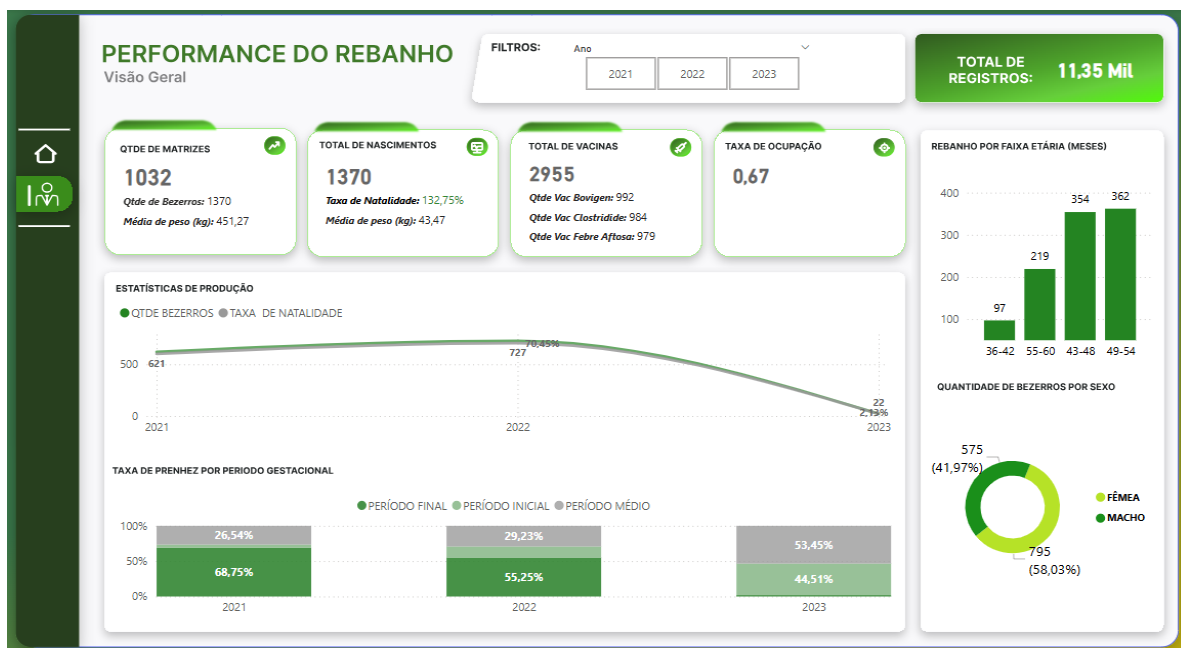 PERFORMANCE DO REBANHO
Visão Geral
FILTROS:
Ano
2021
2022
2023
TOTAL DE
REGISTROS:
11,35 Mil
QTDE DE MATRIZES
1032
Qtde de Bezerros: 1370
Média de peso (kg): 451,27
TOTAL DE NASCIMENTOS
1370
Taxa de Natalidade: 132,75%
Média de peso (kg): 43,47
TOTAL DE VACINAS
2955
Qtde Vac Bovigen: 992
Qtde Vac Clostridide: 984
Qtde Vac Febre Aftosa: 979
TAXA DE OCUPAÇÃO
0,67
REBANHO POR FAIXA ETÁRIA (MESES)
400
300
200
100
97
219
354
362
36-42 55-60 43-48 49-54
ESTATÍSTICAS DE PRODUÇÃO
QTDE BEZERROS TAXA DE NATALIDADE
500
0
621
70,45%
727
22
2,13%
2021 2022 2023
QUANTIDADE DE BEZERROS POR SEXO
575
(41,97%)
FÊMEA
MACHO
795
(58,03%)
TAXA DE PRENHEZ POR PERIODO GESTACIONAL
PERÍODO FINAL PERÍODO INICIAL PERÍODO MÉDIO
100%
50%
0%
26,54%
68,75%
29,23%
55,25%
53,45%
44,51%
2021 2022 2023